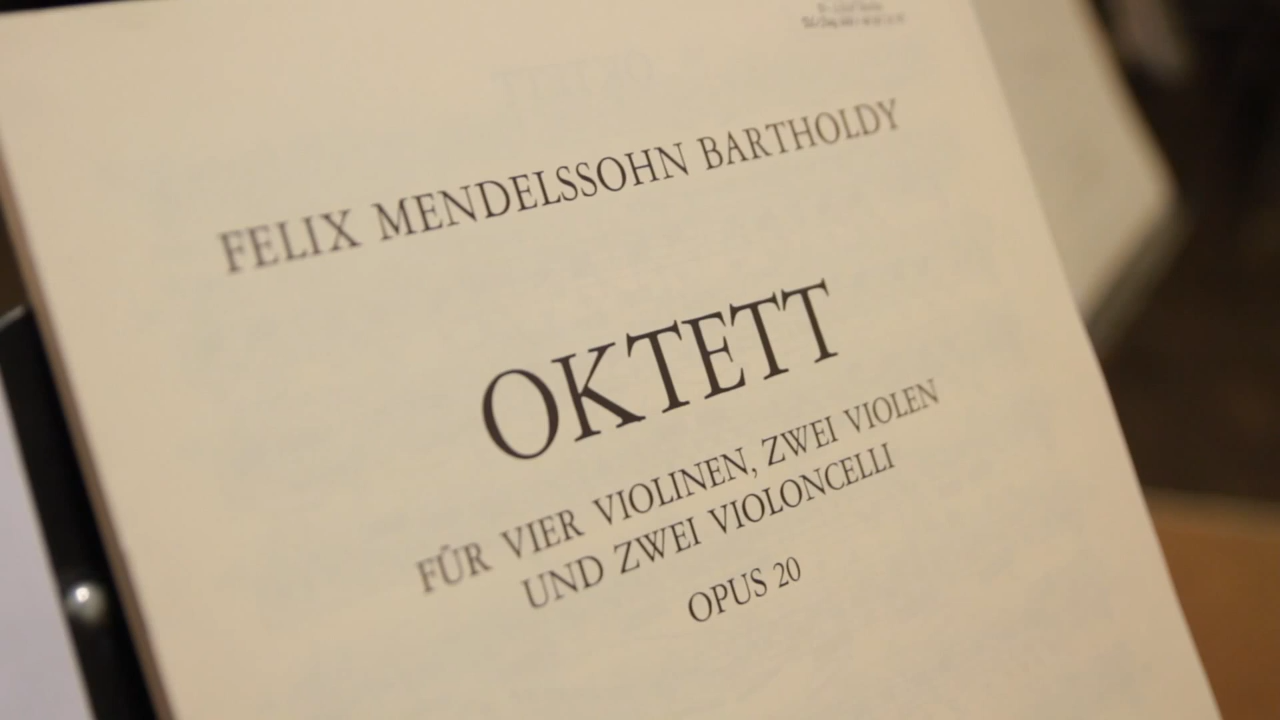 FELIX MENDELSSOHN BARTHOLDY
OKTETT
FÜR VIER VIOLINEN, ZWEI VIOLEN
UND ZWEI VIOLONCELLI
OPUS 20